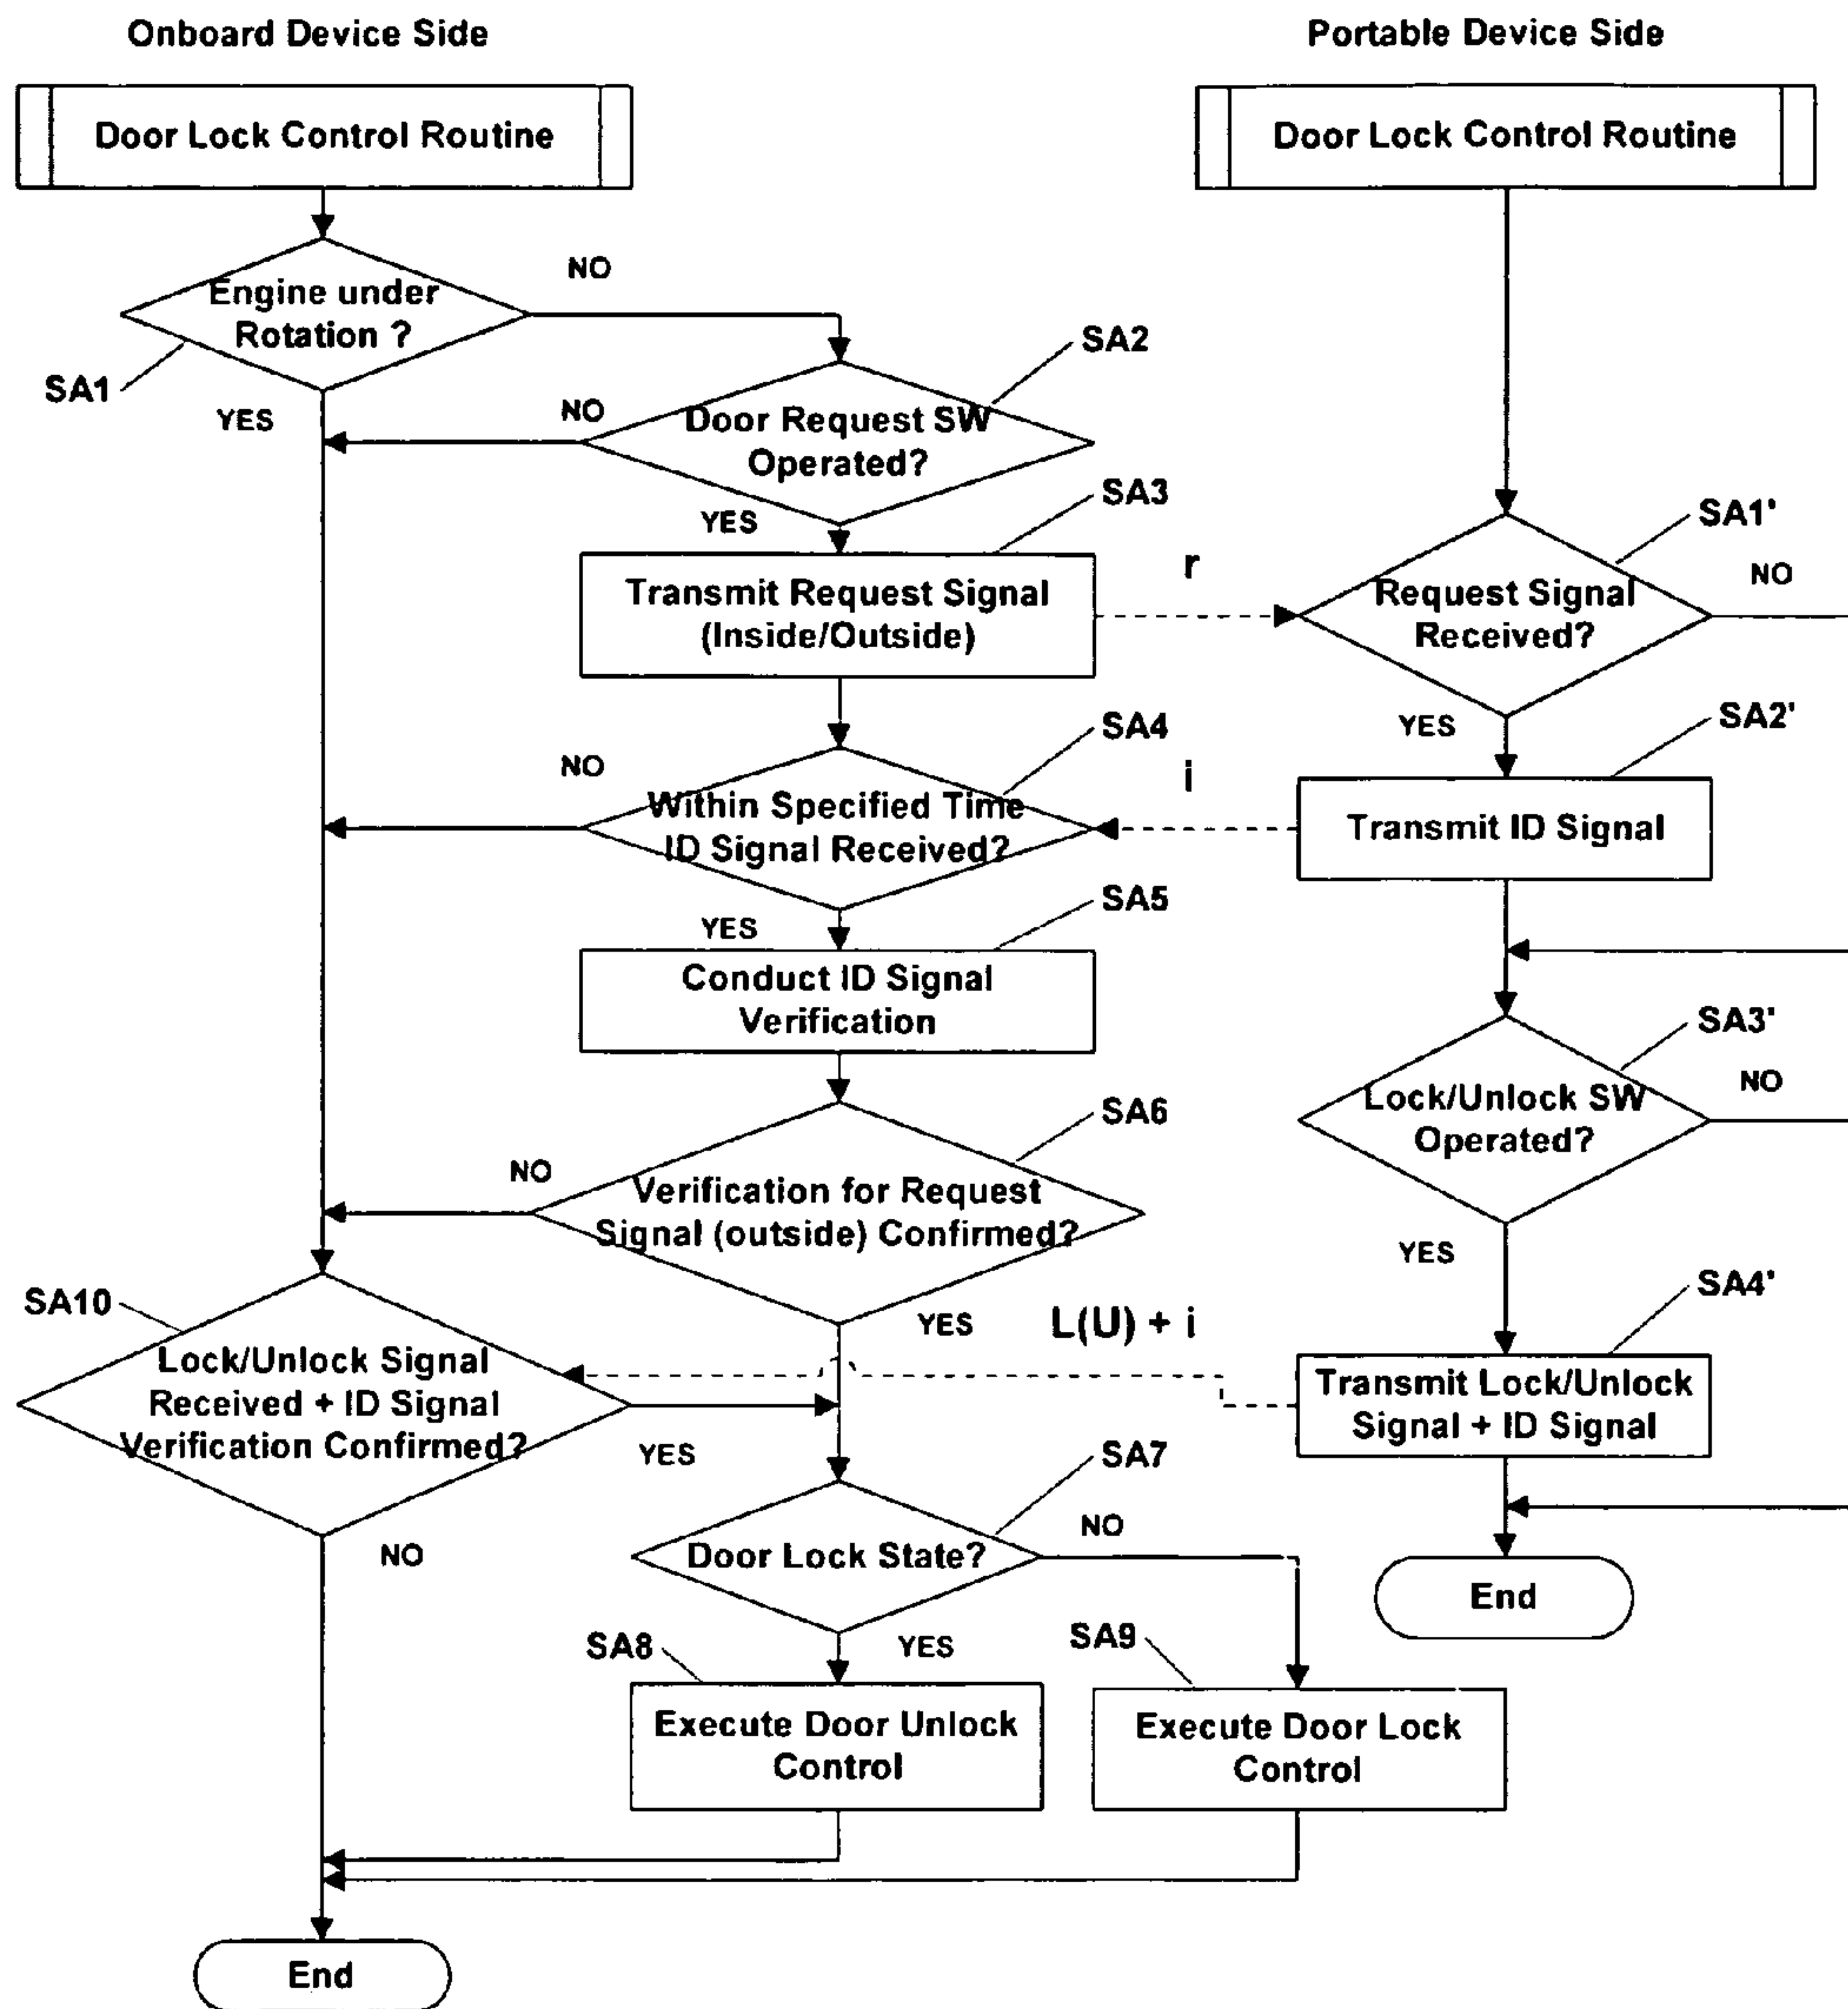 Onboard Device Side
Portable Device Side
Door Lock Control Routine
Door Lock Control Routine
Engine under
Rotation ?
NO
SA1
YES
SA2
NO
Door Request SW
Operated?
YES
SA3
Transmit Request Signal
(Inside/Outside)
r
SA1'
Request Signal
Received?
NO
YES
SA2'
Transmit ID Signal
i
SA4
NO
Within Specified Time
ID Signal Received?
YES
SA5
Conduct ID Signal
Verification
SA3'
Lock/Unlock SW
Operated?
NO
YES
SA6
NO
Verification for Request
Signal (outside) Confirmed?
YES
L(U) + i
SA4'
Transmit Lock/Unlock
Signal + ID Signal
SA10
Lock/Unlock Signal
Received + ID Signal
Verification Confirmed?
YES
NO
SA7
Door Lock State?
NO
YES
End
SA8
Execute Door Unlock
Control
SA9
Execute Door Lock
Control
End